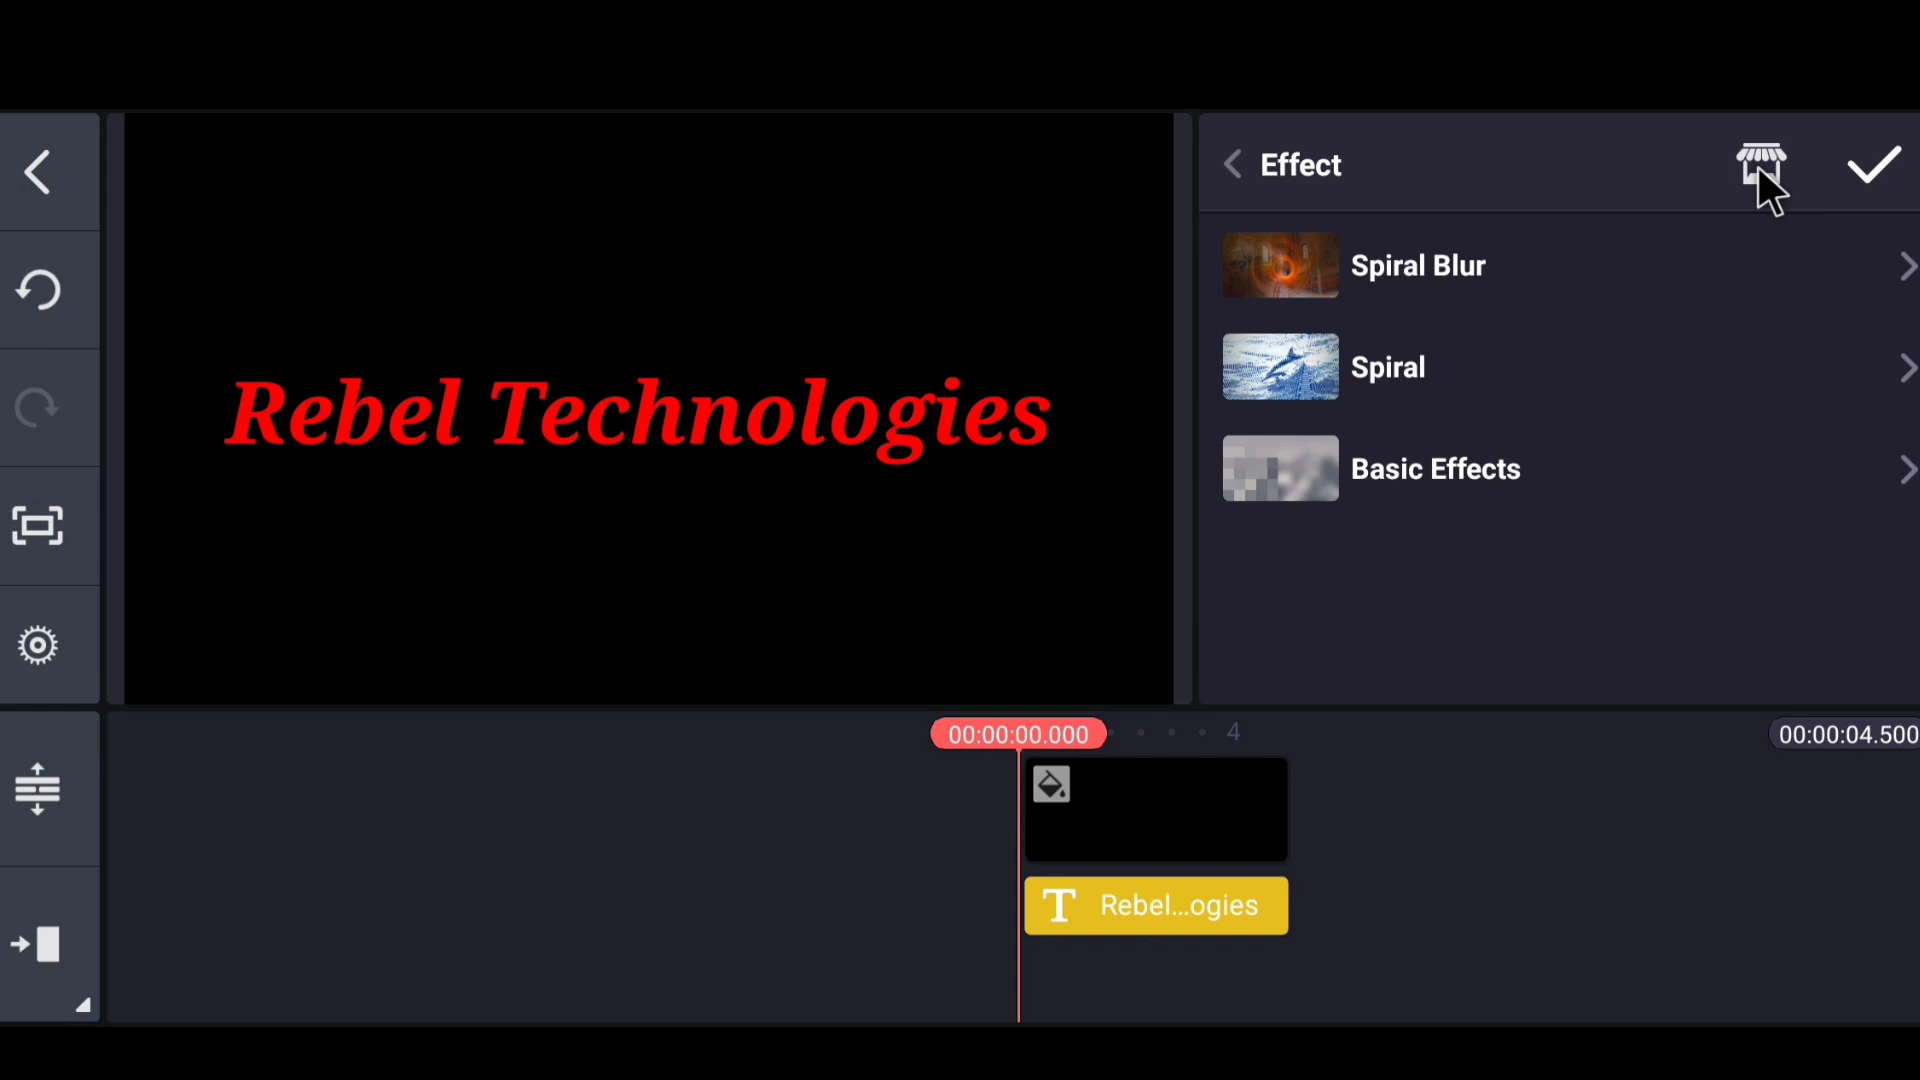 Effect
Spiral Blur
Spiral
Basic Effects
Rebel Technologies
00:00:00.000
4
00:00:04.500
T Rebel...ogies